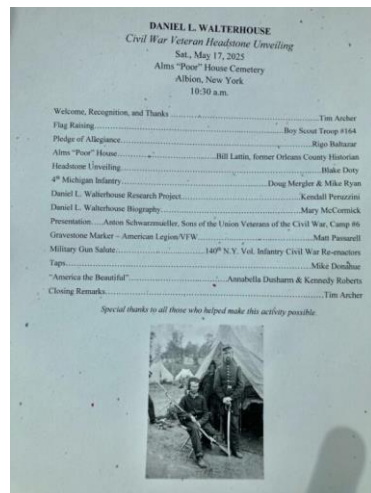 DANIEL L. WALTERHOUSE
Civil War Veteran Headstone Unveiling
Sat., May 17, 2025
Alms “Poor” House Cemetery
Albion, New York
10:30 a.m.
Welcome, Recognition, and Thanks......Tim Archer
Flag Raising......Boy Scout Troop #164
Pledge of Allegiance......Rigo Baltazar
Alms “Poor” House......Bill Lattin, former Orleans County Historian
Headstone Unveiling......Blake Doty
4th Michigan Infantry......Doug Mergler & Mike Ryan
Daniel L. Walterhouse Research Project......Kendall Peruzzini
Daniel L. Walterhouse Biography......Mary McCormick
Presentation......Anton Schwarzmueller, Sons of the Union Veterans of the Civil War, Camp #6
Gravestone Marker – American Legion/VFW......Matt Passarell
Military Gun Salute......140th N.Y. Vol. Infantry Civil War Re-enactors
Taps......Mike Donahue
“America the Beautiful”......Annabella Dusharm & Kennedy Roberts
Closing Remarks......Tim Archer
Special thanks to all those who helped make this activity possible.